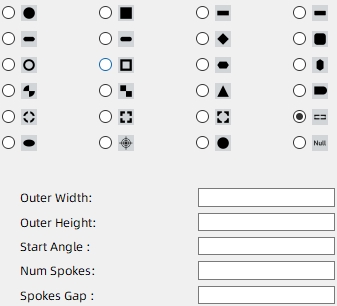 Null
Outer Width:
Outer Height:
Start Angle :
Num Spokes:
Spokes Gap :